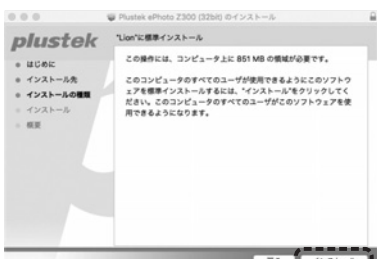 Plustek ePhoto Z300 (32bit) のインストール
plustek
"Lion"に標準インストール
はじめに
インストール先
インストールの種類
インストール
概要
この操作には、コンピュータ上に 851 MB の領域が必要です。
このコンピュータのすべてのユーザが使用できるようにこのソフトウ
ェアを標準インストールするには、"インストール"をクリックしてく
ださい。このコンピュータのすべてのユーザがこのソフトウェアを使
用できるようになります。